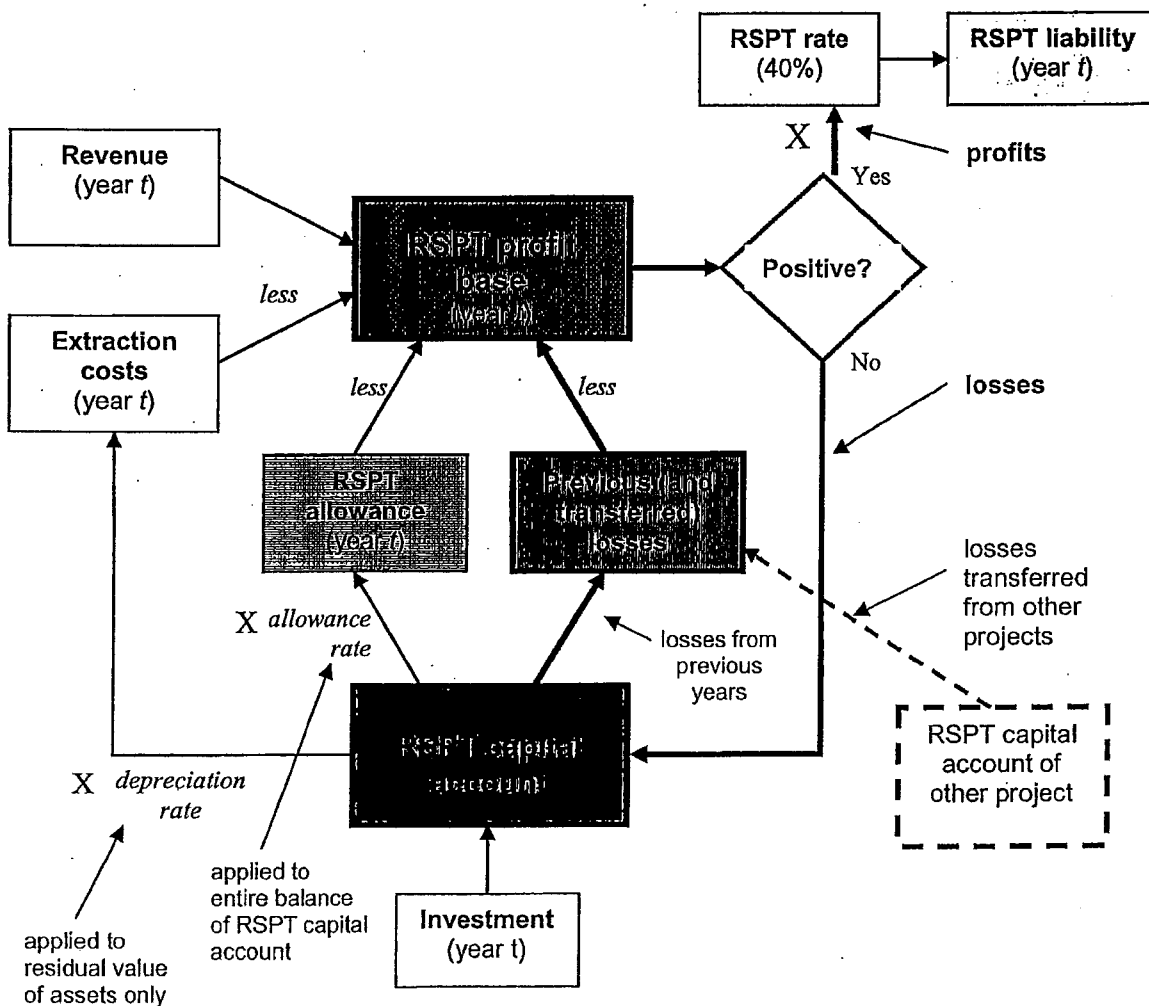 RSPT rate
(40%)
RSPT liability
(year t)
X
profits
Yes
Revenue
(year t)
RSPT profit
base
(year t)
Positive?
less
Extraction
costs
(year t)
No
less
less
losses
RSPT
allowance
(year t)
Previous (and
transferred)
losses
losses
transferred
from other
projects
X allowance
rate
losses from
previous
years
RSPT capital
account
RSPT capital
account of
other project
X depreciation
rate
applied to
entire balance
of RSPT capital
account
Investment
(year t)
applied to
residual value
of assets only